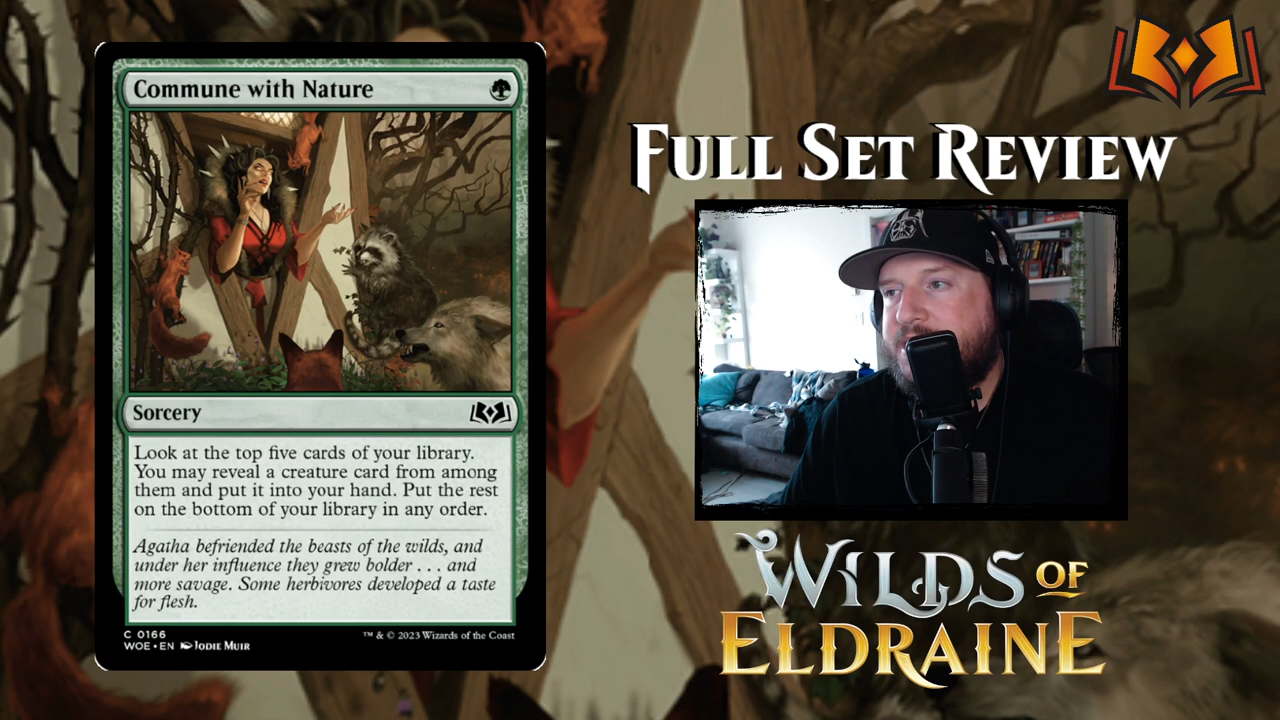 Commune with Nature
Sorcery
Look at the top five cards of your library.
You may reveal a creature card from among
them and put it into your hand. Put the rest
on the bottom of your library in any order.
Agatha befriended the beasts of the wilds, and
under her influence they grew bolder . . . and
more savage. Some herbivores developed a taste
for flesh.
C 0166
WOE • EN JODIE MUIR
™ & © 2023 Wizards of the Coast
FULL SET REVIEW
WILDS OF
ELDRAINE